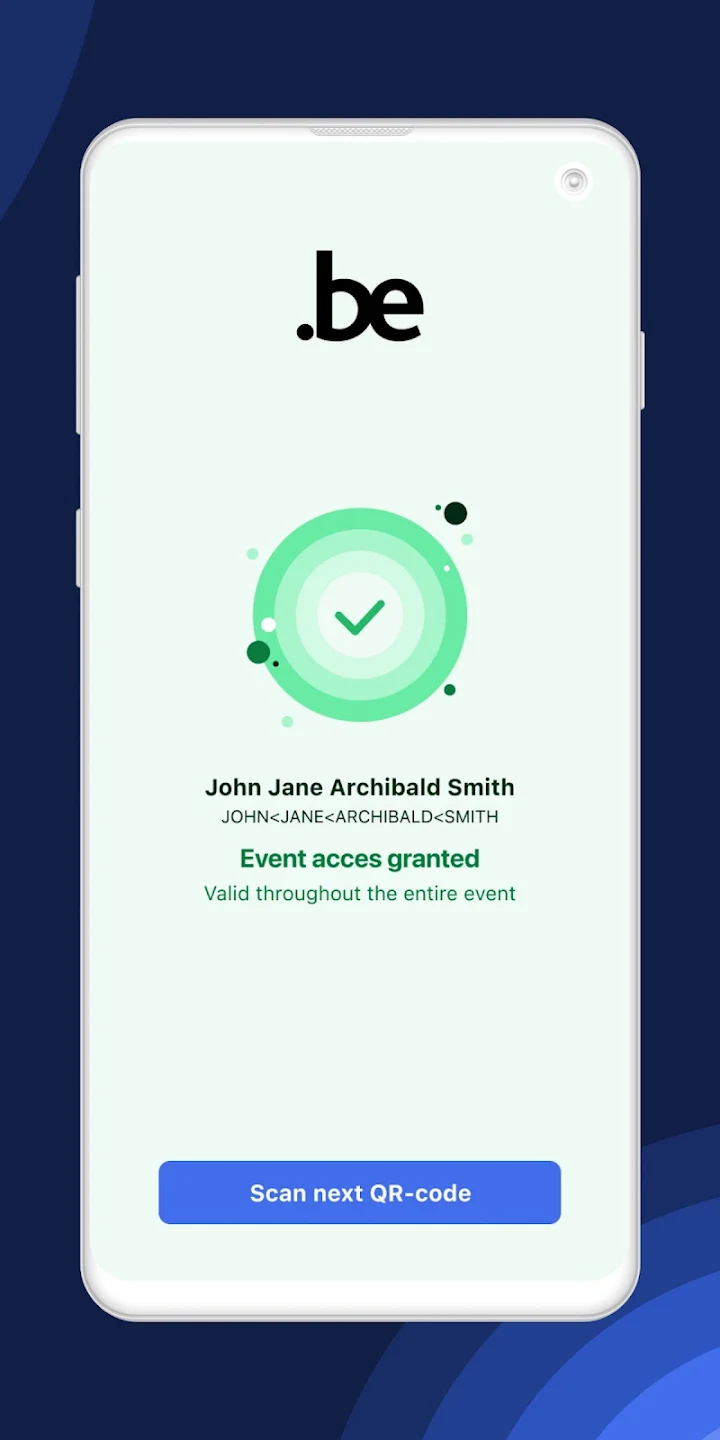 .be
John Jane Archibald Smith
JOHN<JANE<ARCHIBALD<SMITH
Event acces granted
Valid throughout the entire event
Scan next QR-code